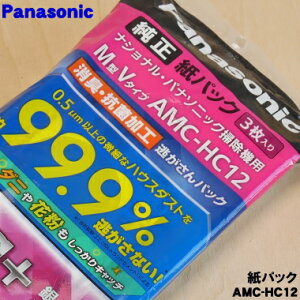 Panasonic
Panasonic
純正 紙パック 3枚入り
ナショナル・パナソニック掃除機用
M型Vタイプ AMC-HC12
消臭・抗菌加工 逃がさんパック
0.5μm以上の微細なハウスダストを
約
99.9%
逃がさない!
ダニや花粉もしっかりキャッチ
紙パック
AMC-HC12